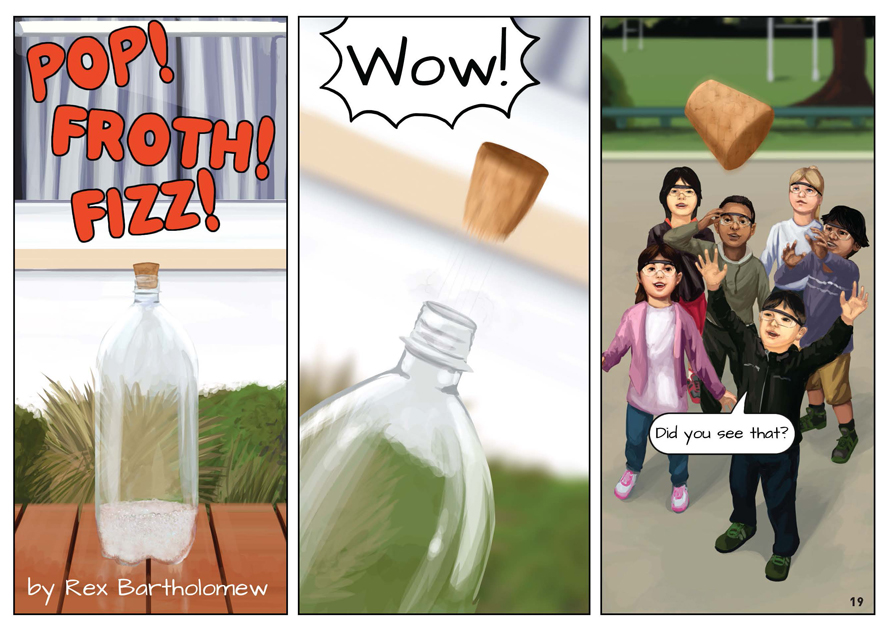 POP!
FROTH!
FIZZ!
by Rex Bartholomew
Wow!
Did you see that?
19